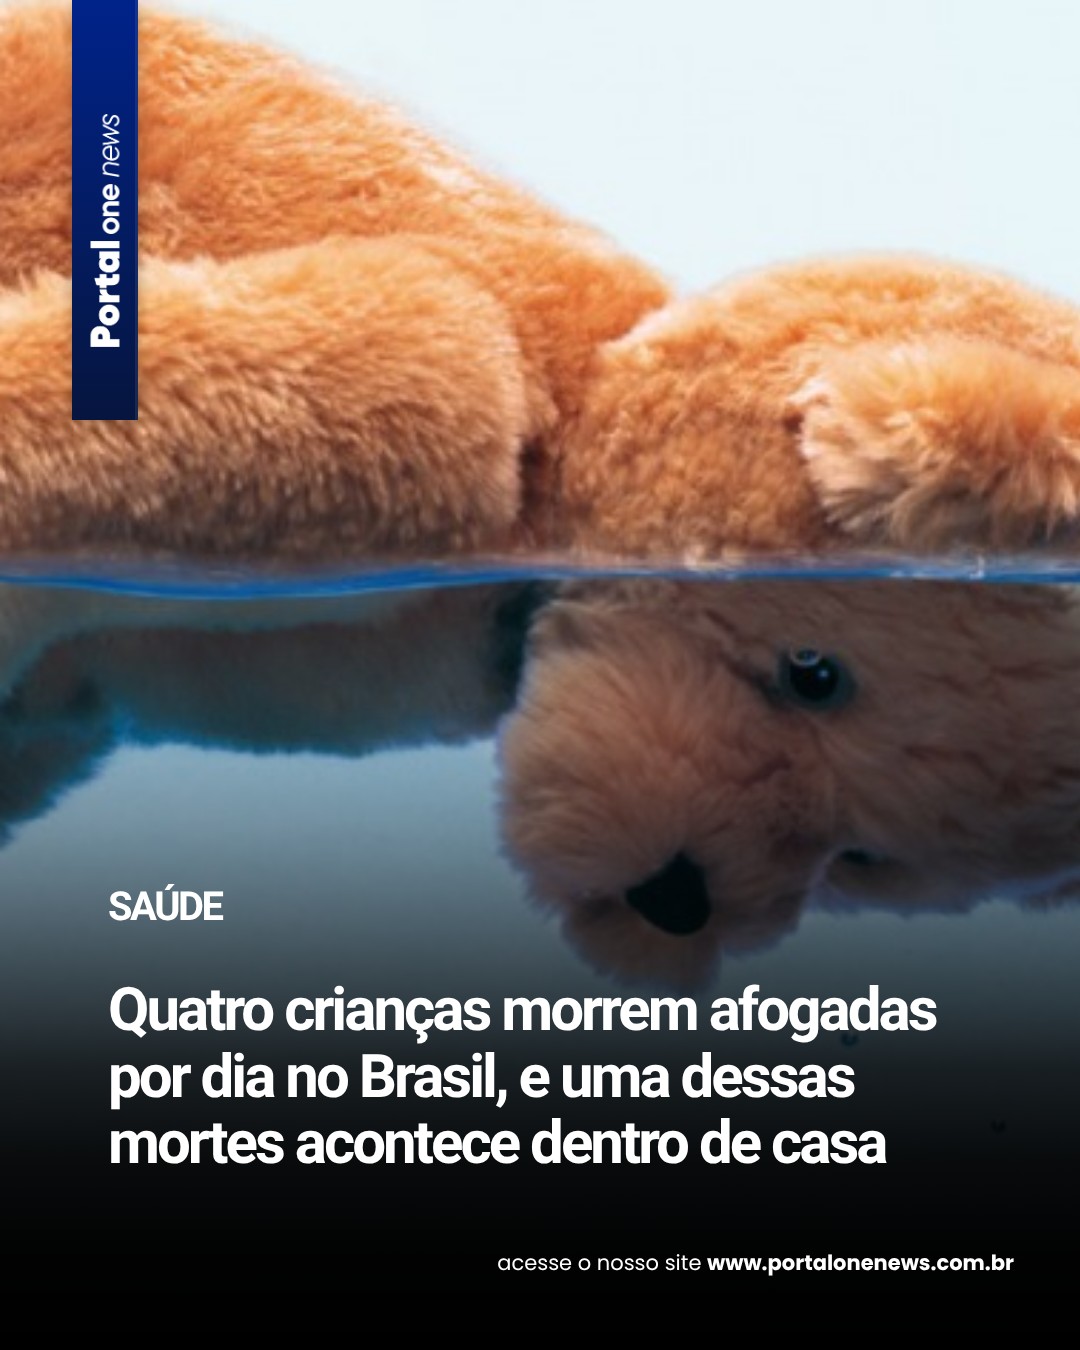 Portal one news
SAÚDE
Quatro crianças morrem afogadas
por dia no Brasil, e uma dessas
mortes acontece dentro de casa
acesse o nosso site www.portalonenews.com.br